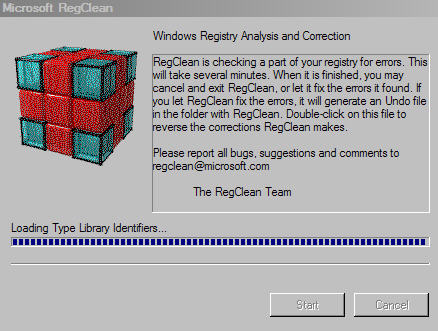 Microsoft RegClean
Windows Registry Analysis and Correction
RegClean is checking a part of your registry for errors. This
will take several minutes. When it is finished, you may
cancel and exit RegClean, or let it fix the errors it found. If
you let RegClean fix the errors, it will generate an Undo file
in the folder with RegClean. Double-click on this file to
reverse the corrections RegClean makes.
Please report all bugs, suggestions and comments to
regclean@microsoft.com
The RegClean Team
Loading Type Library Identifiers...
Start
Cancel